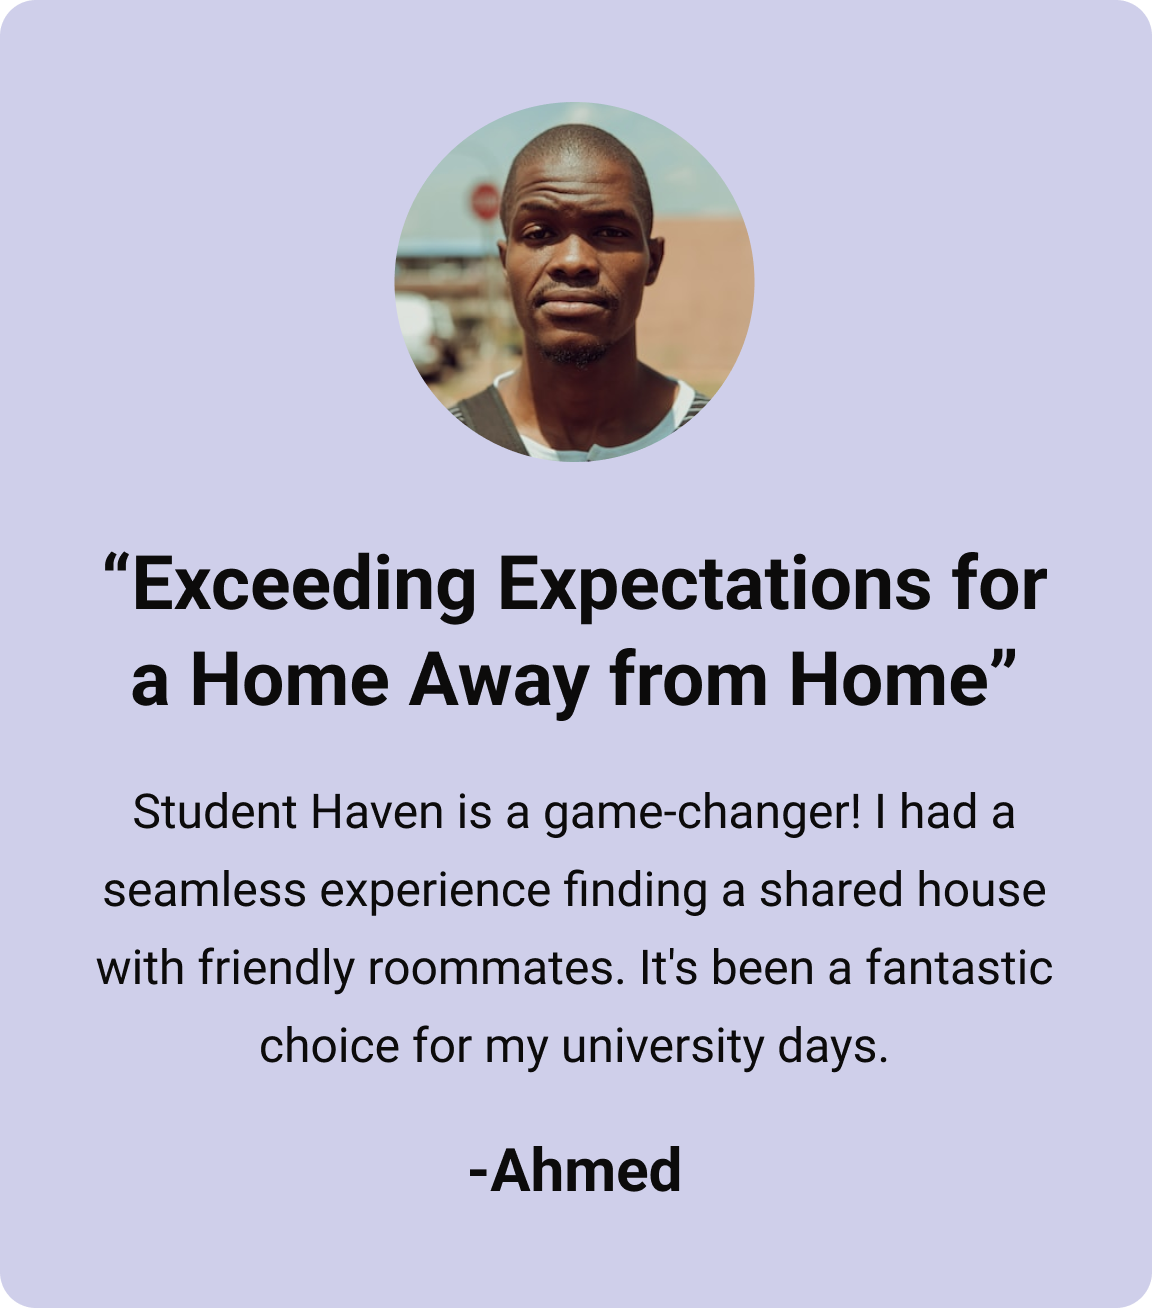 “Exceeding Expectations for
a Home Away from Home”
Student Haven is a game-changer! I had a
seamless experience finding a shared house
with friendly roommates. It's been a fantastic
choice for my university days.
-Ahmed